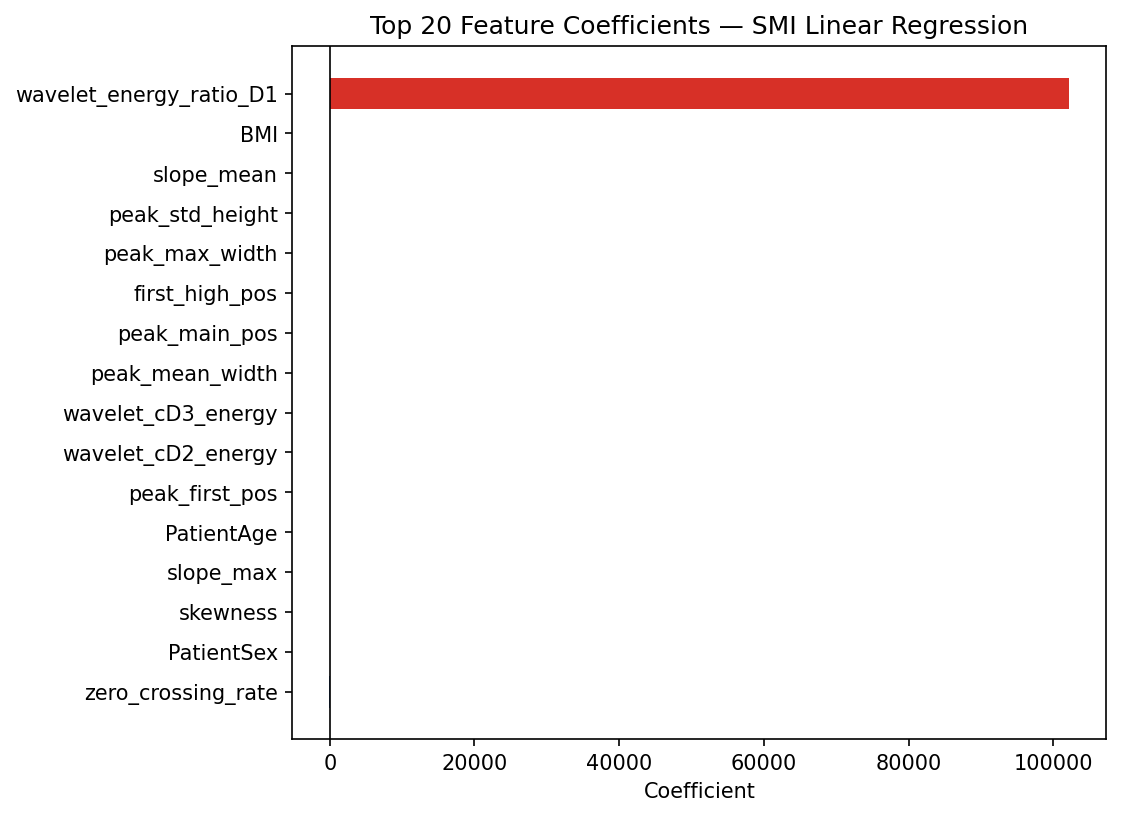 Top 20 Feature Coefficients — SMI Linear Regression
wavelet_energy_ratio_D1
BMI
slope_mean
peak_std_height
peak_max_width
first_high_pos
peak_main_pos
peak_mean_width
wavelet_cD3_energy
wavelet_cD2_energy
peak_first_pos
PatientAge
slope_max
skewness
PatientSex
zero_crossing_rate
0 20000 40000 60000 80000 100000
Coefficient